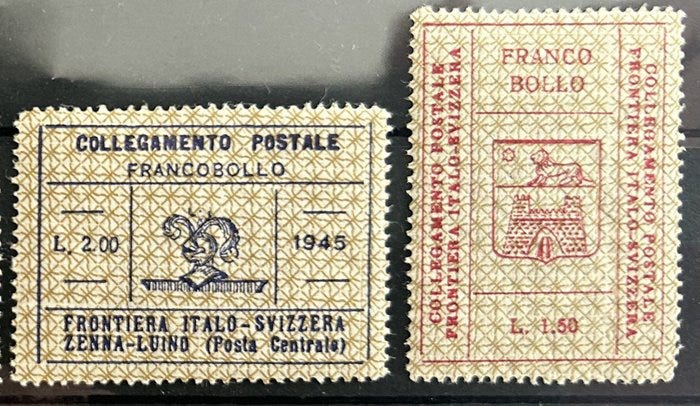 COLLEGAMENTO POSTALE
FRANCOBOLLO
L. 2.00
1945
FRONTIERA ITALO-SVIZZERA
ZENNA-LUINO (Posta Centrale)
FRANCO
BOLLO
COLLEGAMENTO POSTALE
FRONTIERA ITALO-SVIZZERA
COLLEGAMENTO POSTALE
FRONTIERA ITALO-SVIZZERA
L. 1.50